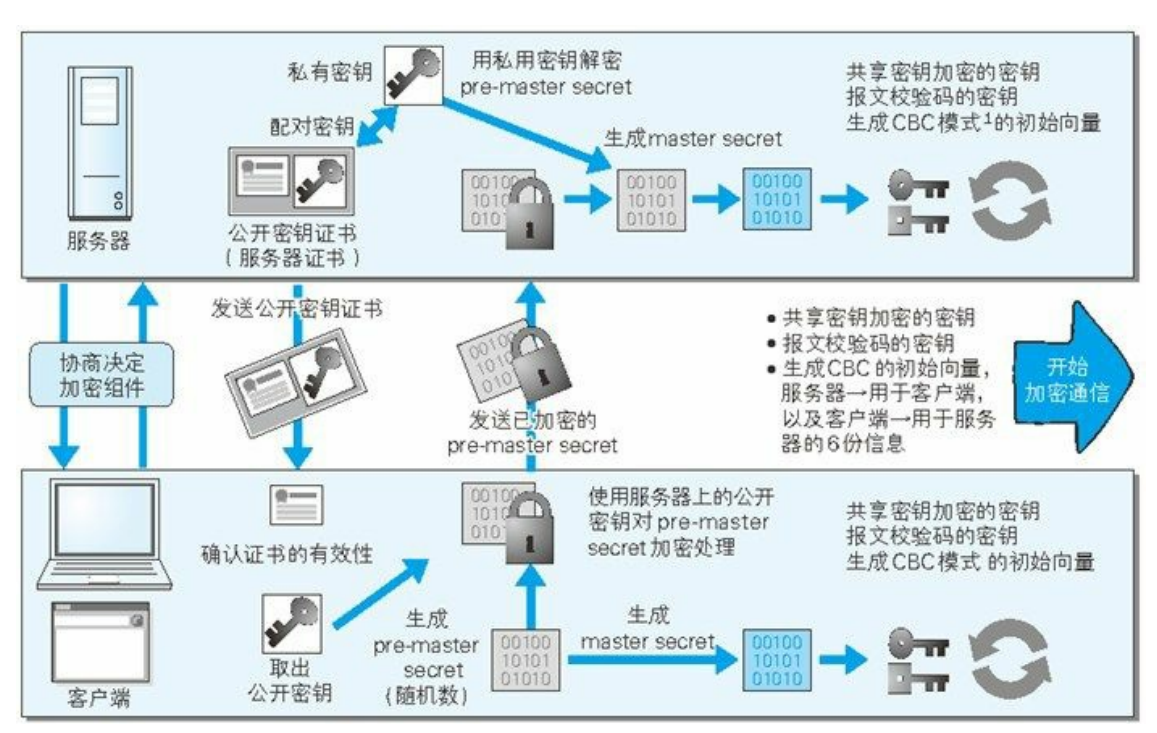 私有密钥
用私用密钥解密
pre-master secret
共享密钥加密的密钥
报文校验码的密钥
生成CBC模式1的初始向量
配对密钥
生成master secret
00100
10101
01010
00100
10101
01010
00100
10101
01010
服务器
公开密钥证书
(服务器证书)
发送公开密钥证书
协商决定
加密组件
00100
010
010
发送已加密的
pre-master secret
• 共享密钥加密的密钥
• 报文校验码的密钥
• 生成CBC的初始向量，
服务器→用于客户端，
以及客户端→用于服务
器的6份信息
开始
加密通信
确认证书的有效性
00100
1010
010
使用服务器上的公开
密钥对pre-master
secret加密处理
共享密钥加密的密钥
报文校验码的密钥
生成CBC模式 的初始向量
取出
公开密钥
生成
pre-master
secret
(随机数)
00100
10101
01010
生成
master secret
00100
10101
01010
客户端